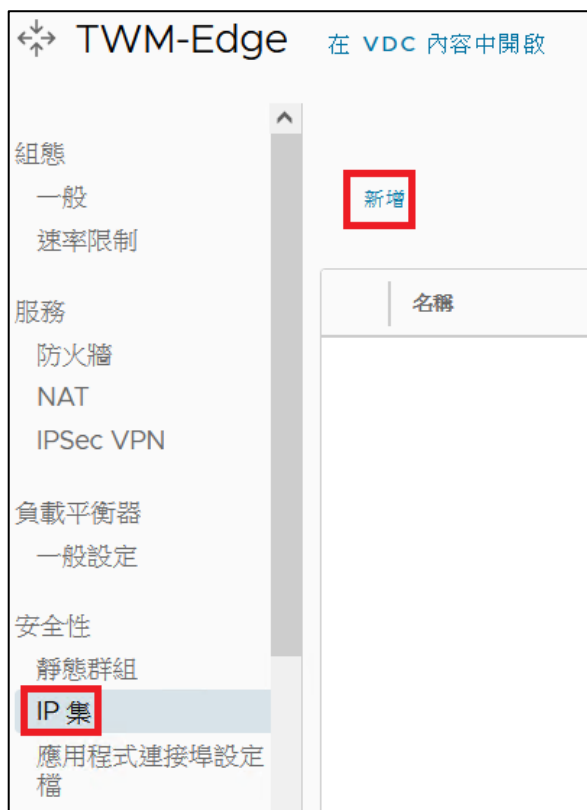 TWM-Edge 在 VDC 內容中開啟
組態
一般
速率限制
服務
防火牆
NAT
IPSec VPN
負載平衡器
一般設定
安全性
靜態群組
IP 集
應用程式連接埠設定
檔
新增
名稱